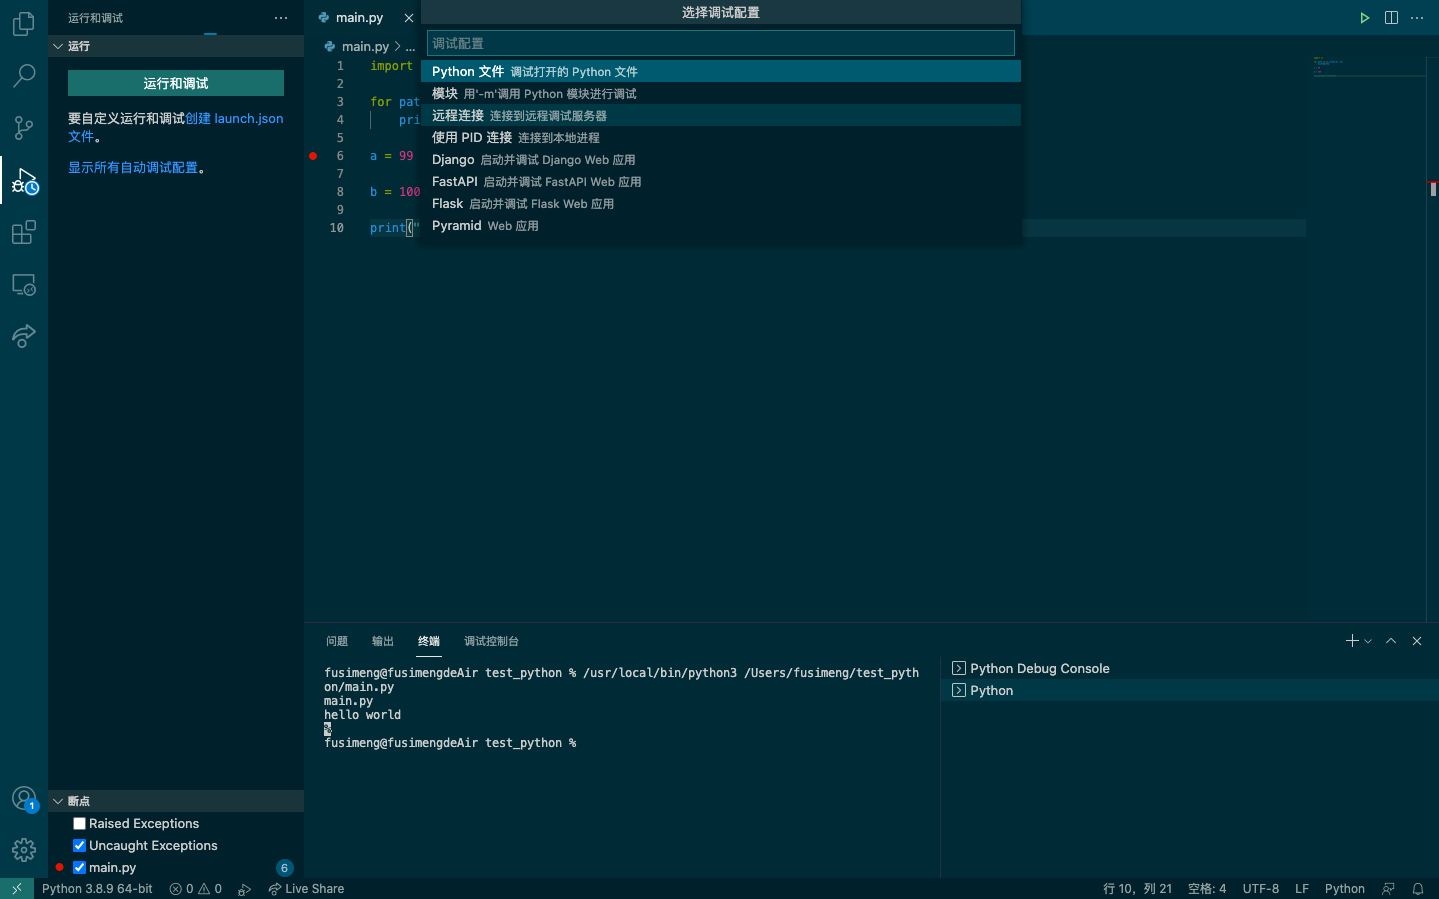 运行和调试
main.py
选择调试配置
运行
运行和调试
要自定义运行和调试创建 launch.json
文件。
显示所有自动调试配置。
main.py
...
调试配置
Python 文件 调试打开的 Python 文件
模块 用'-m'调用 Python 模块进行调试
远程连接 连接到远程调试服务器
使用 PID 连接 连接到本地进程
Django 启动并调试 Django Web 应用
FastAPI 启动并调试 FastAPI Web 应用
Flask 启动并调试 Flask Web 应用
Pyramid Web 应用
1 import
2
3 for pat
4 pri
5
6 a = 99
7
8 b = 100
9
10 print("
问题 输出 终端 调试控制台
fusimeng@fusimengdeAir test_python % /usr/local/bin/python3 /Users/fusimeng/test_pyth
on/main.py
main.py
hello world
%
fusimeng@fusimengdeAir test_python %
Python Debug Console
Python
1
断点
Raised Exceptions
Uncaught Exceptions
main.py 6
Python 3.8.9 64-bit 0 0 Live Share 行 10，列 21 空格: 4 UTF-8 LF Python